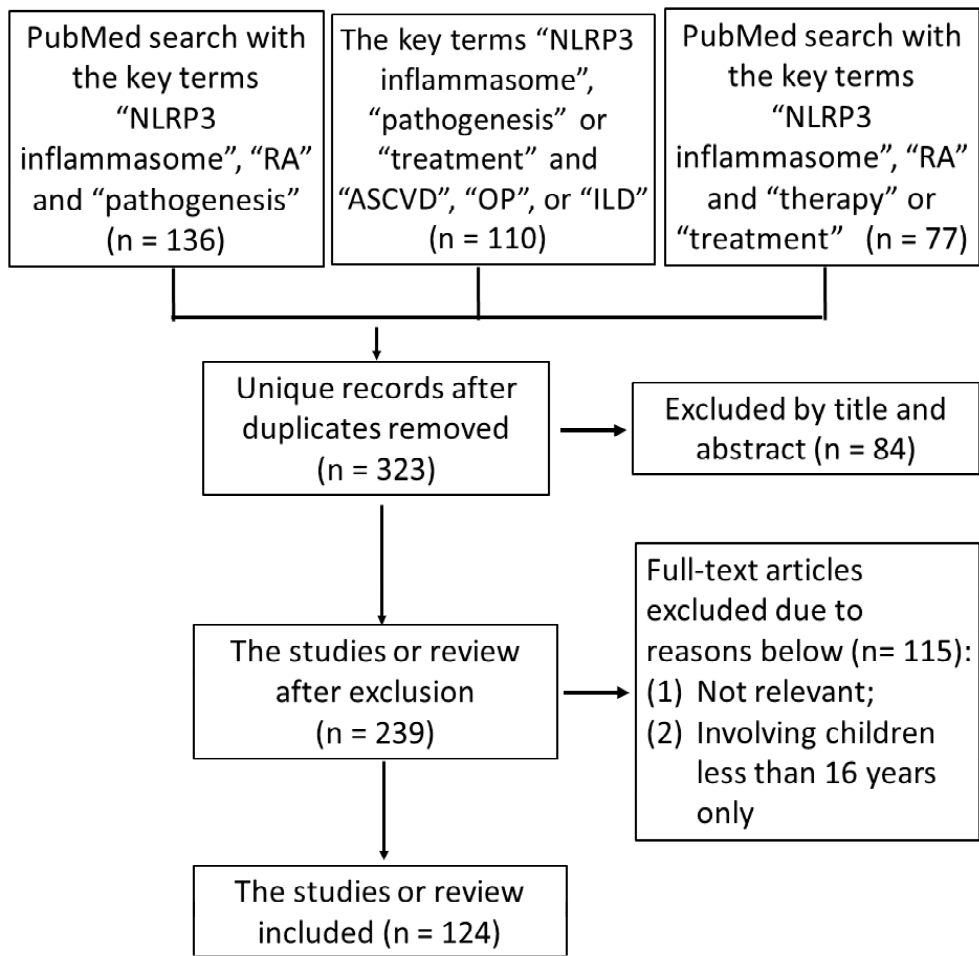 PubMed search with
the key terms
“NLRP3
inflammasome”, “RA”
and “pathogenesis”
(n = 136)
The key terms “NLRP3
inflammasome”,
“pathogenesis” or
“treatment” and
“ASCVD”, “OP”, or “ILD”
(n = 110)
PubMed search with
the key terms
“NLRP3
inflammasome”, “RA”
and “therapy” or
“treatment” (n = 77)
Unique records after
duplicates removed
(n = 323)
Excluded by title and
abstract (n = 84)
The studies or review
after exclusion
(n = 239)
Full-text articles
excluded due to
reasons below (n= 115):
(1) Not relevant;
(2) Involving children
less than 16 years
only
The studies or review
included (n = 124)